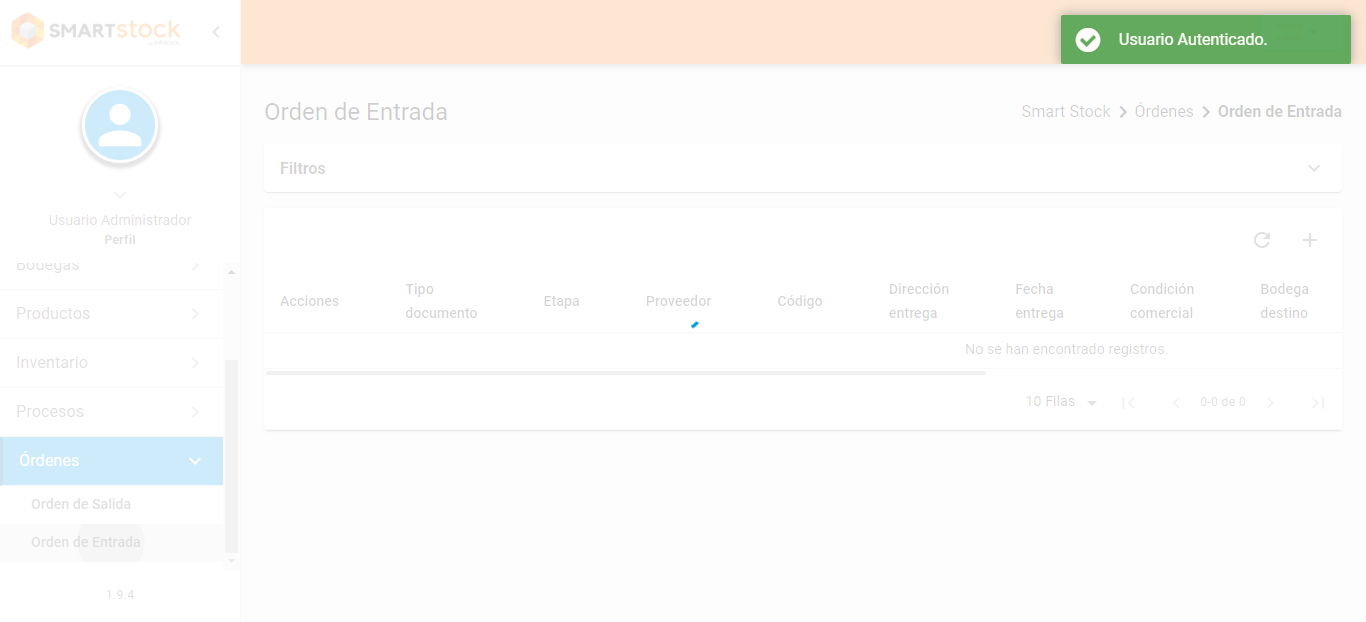 SMARTstock
Usuario Autenticado.
Orden de Entrada
Smart Stock > Órdenes > Orden de Entrada
Filtros
Usuario Administrador
Perfil
Bodegas
Productos
Inventario
Procesos
Órdenes
Orden de Salida
Orden de Entrada
1.9.4
Acciones
Tipo documento
Etapa
Proveedor
Código
Dirección entrega
Fecha entrega
Condición comercial
Bodega destino
No se han encontrado registros.
10 Filas
0-0 de 0